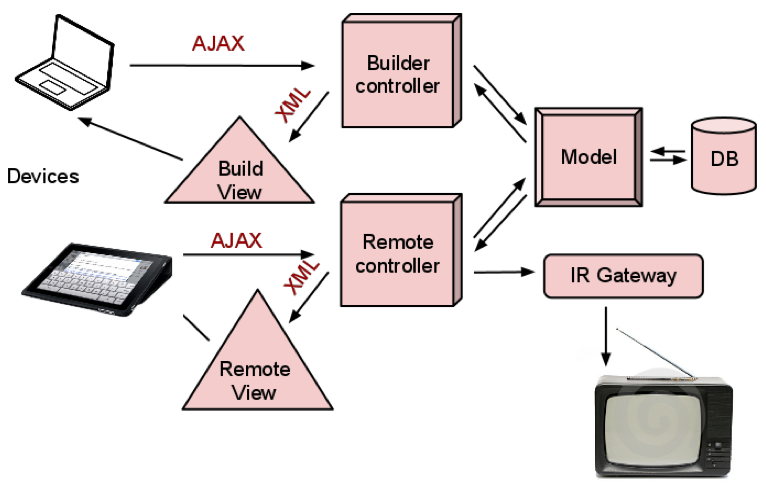 AJAX
Builder
controller
XML
Build
View
Model
DB
Devices
AJAX
Remote
controller
XML
IR Gateway
Remote
View